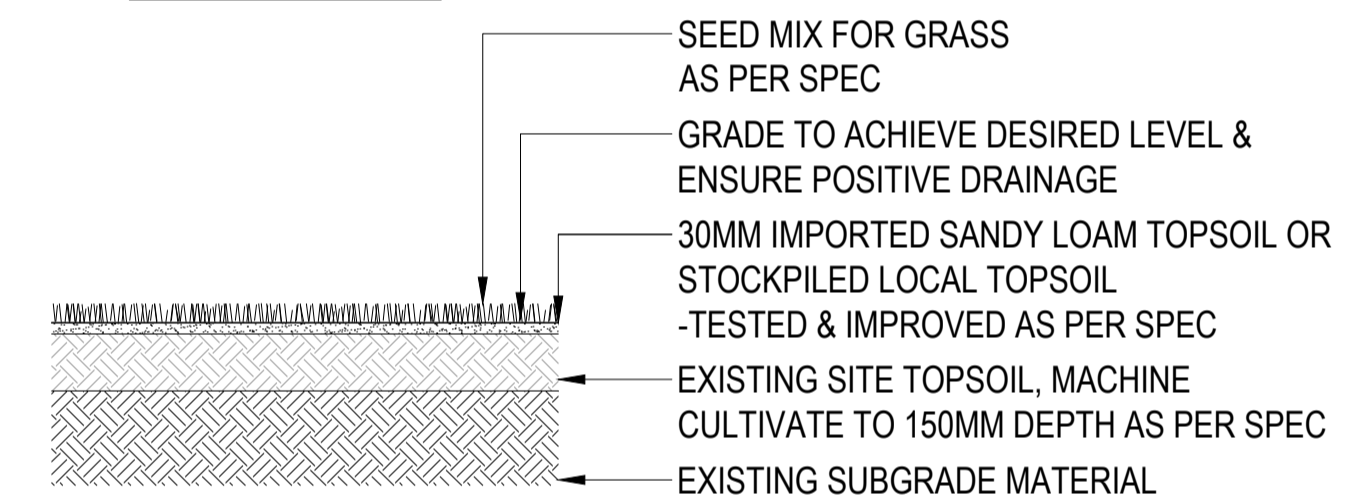 SEED MIX FOR GRASS
AS PER SPEC
GRADE TO ACHIEVE DESIRED LEVEL &
ENSURE POSITIVE DRAINAGE
30MM IMPORTED SANDY LOAM TOPSOIL OR
STOCKPILED LOCAL TOPSOIL
-TESTED & IMPROVED AS PER SPEC
EXISTING SITE TOPSOIL, MACHINE
CULTIVATE TO 150MM DEPTH AS PER SPEC
EXISTING SUBGRADE MATERIAL